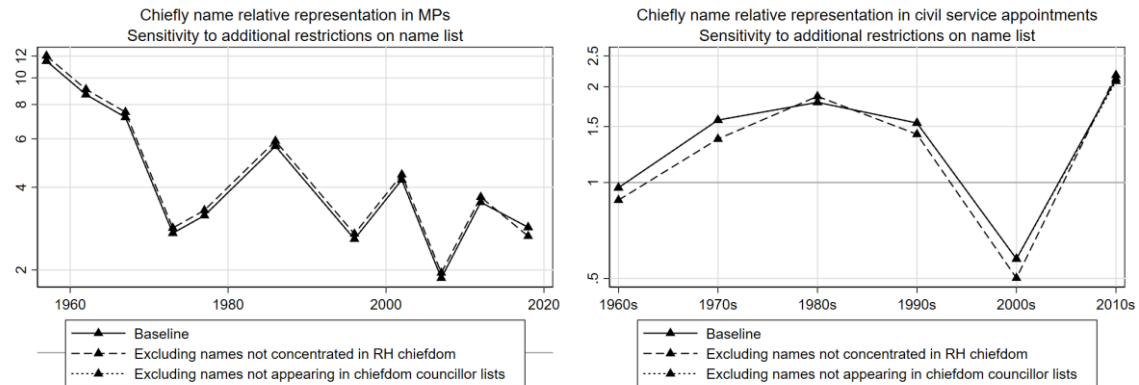 Chiefly name relative representation in MPs
Sensitivity to additional restrictions on name list
12
10
8
6
4
2
1960
1980
2000
2020
Baseline
Excluding names not concentrated in RH chiefdom
Excluding names not appearing in chiefdom councillor lists
Chiefly name relative representation in civil service appointments
Sensitivity to additional restrictions on name list
2.5
2
1.5
1
.5
1960s
1970s
1980s
1990s
2000s
2010s
Baseline
Excluding names not concentrated in RH chiefdom
Excluding names not appearing in chiefdom councillor lists